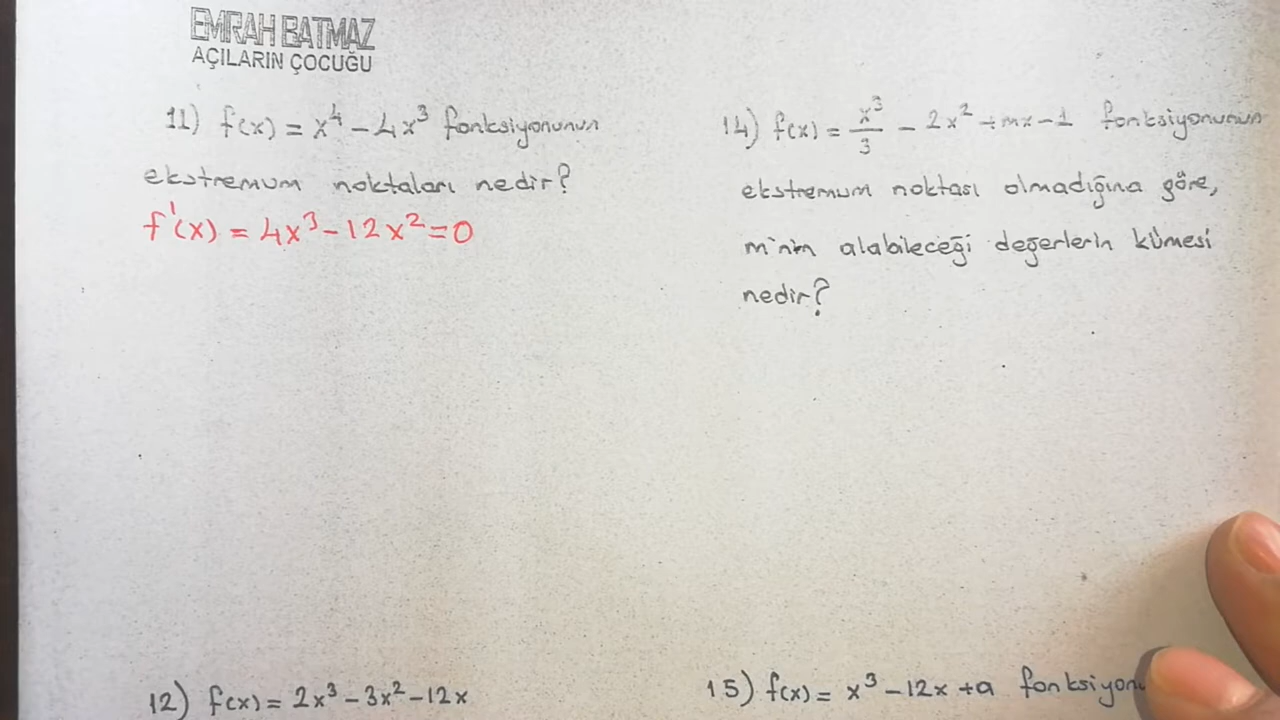 EMRAH BATMAZ
AÇILARIN ÇOCUĞU
11) f(x) = x⁴ - 4x³ fonksiyonunun
ekstremum noktaları nedir?
f'(x) = 4x³ - 12x² = 0
12) f(x) = 2x³ - 3x² - 12x
14) f(x) = x³/3 - 2x² + mx - 1 fonksiyonunun
ekstremum noktası olmadığına göre,
m'nin alabileceği değerlerin kümesi
nedir?
15) f(x) = x³ - 12x + a